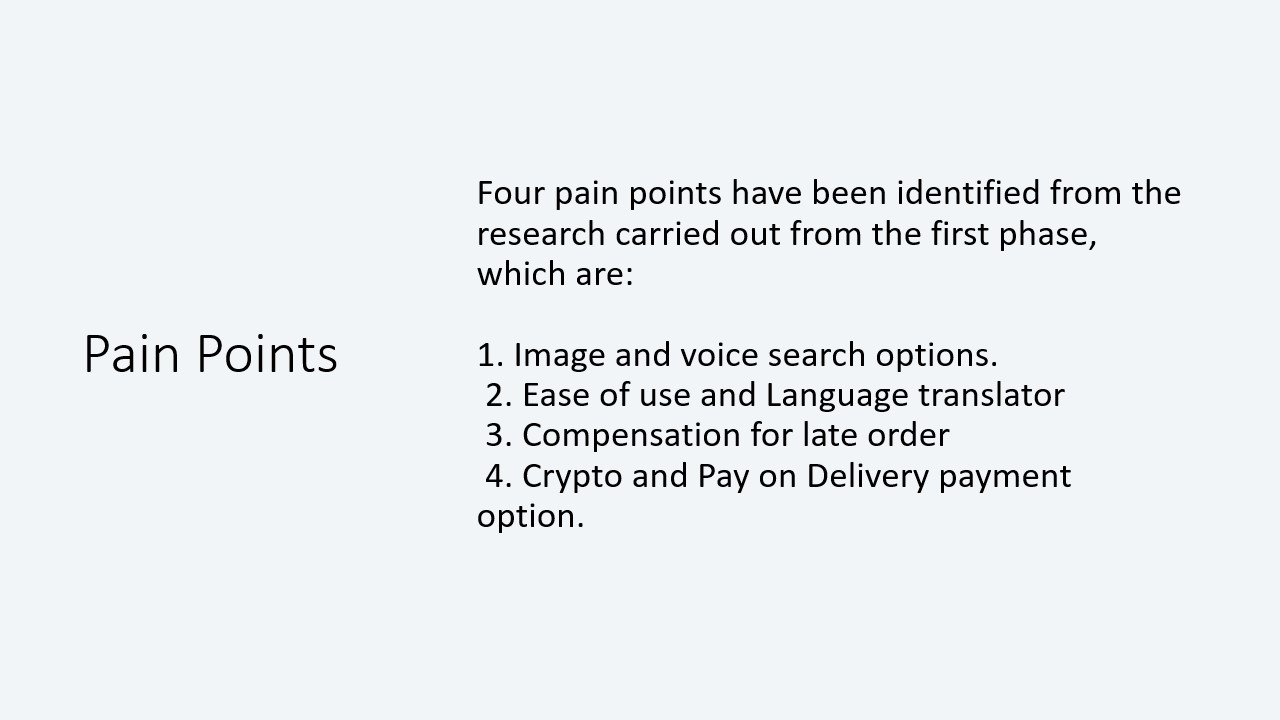 Pain Points
Four pain points have been identified from the
research carried out from the first phase,
which are:
1. Image and voice search options.
2. Ease of use and Language translator
3. Compensation for late order
4. Crypto and Pay on Delivery payment
option.